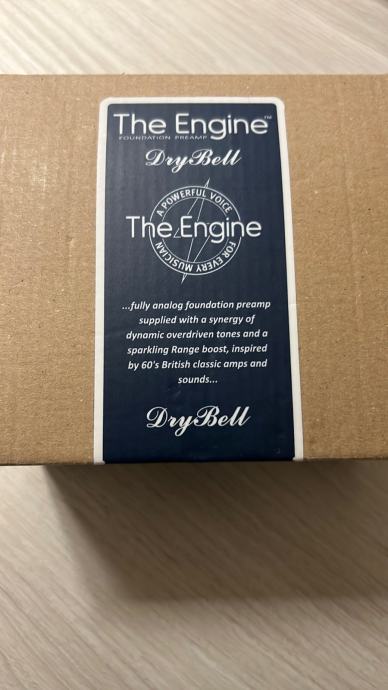 The Engine™
FOUNDATION PREAMP
DryBell
A POWERFUL VOICE
The Engine
FOR EVERY MUSICIAN
...fully analog foundation preamp
supplied with a synergy of
dynamic overdriven tones and a
sparkling Range boost, inspired
by 60's British classic amps and
sounds...
DryBell